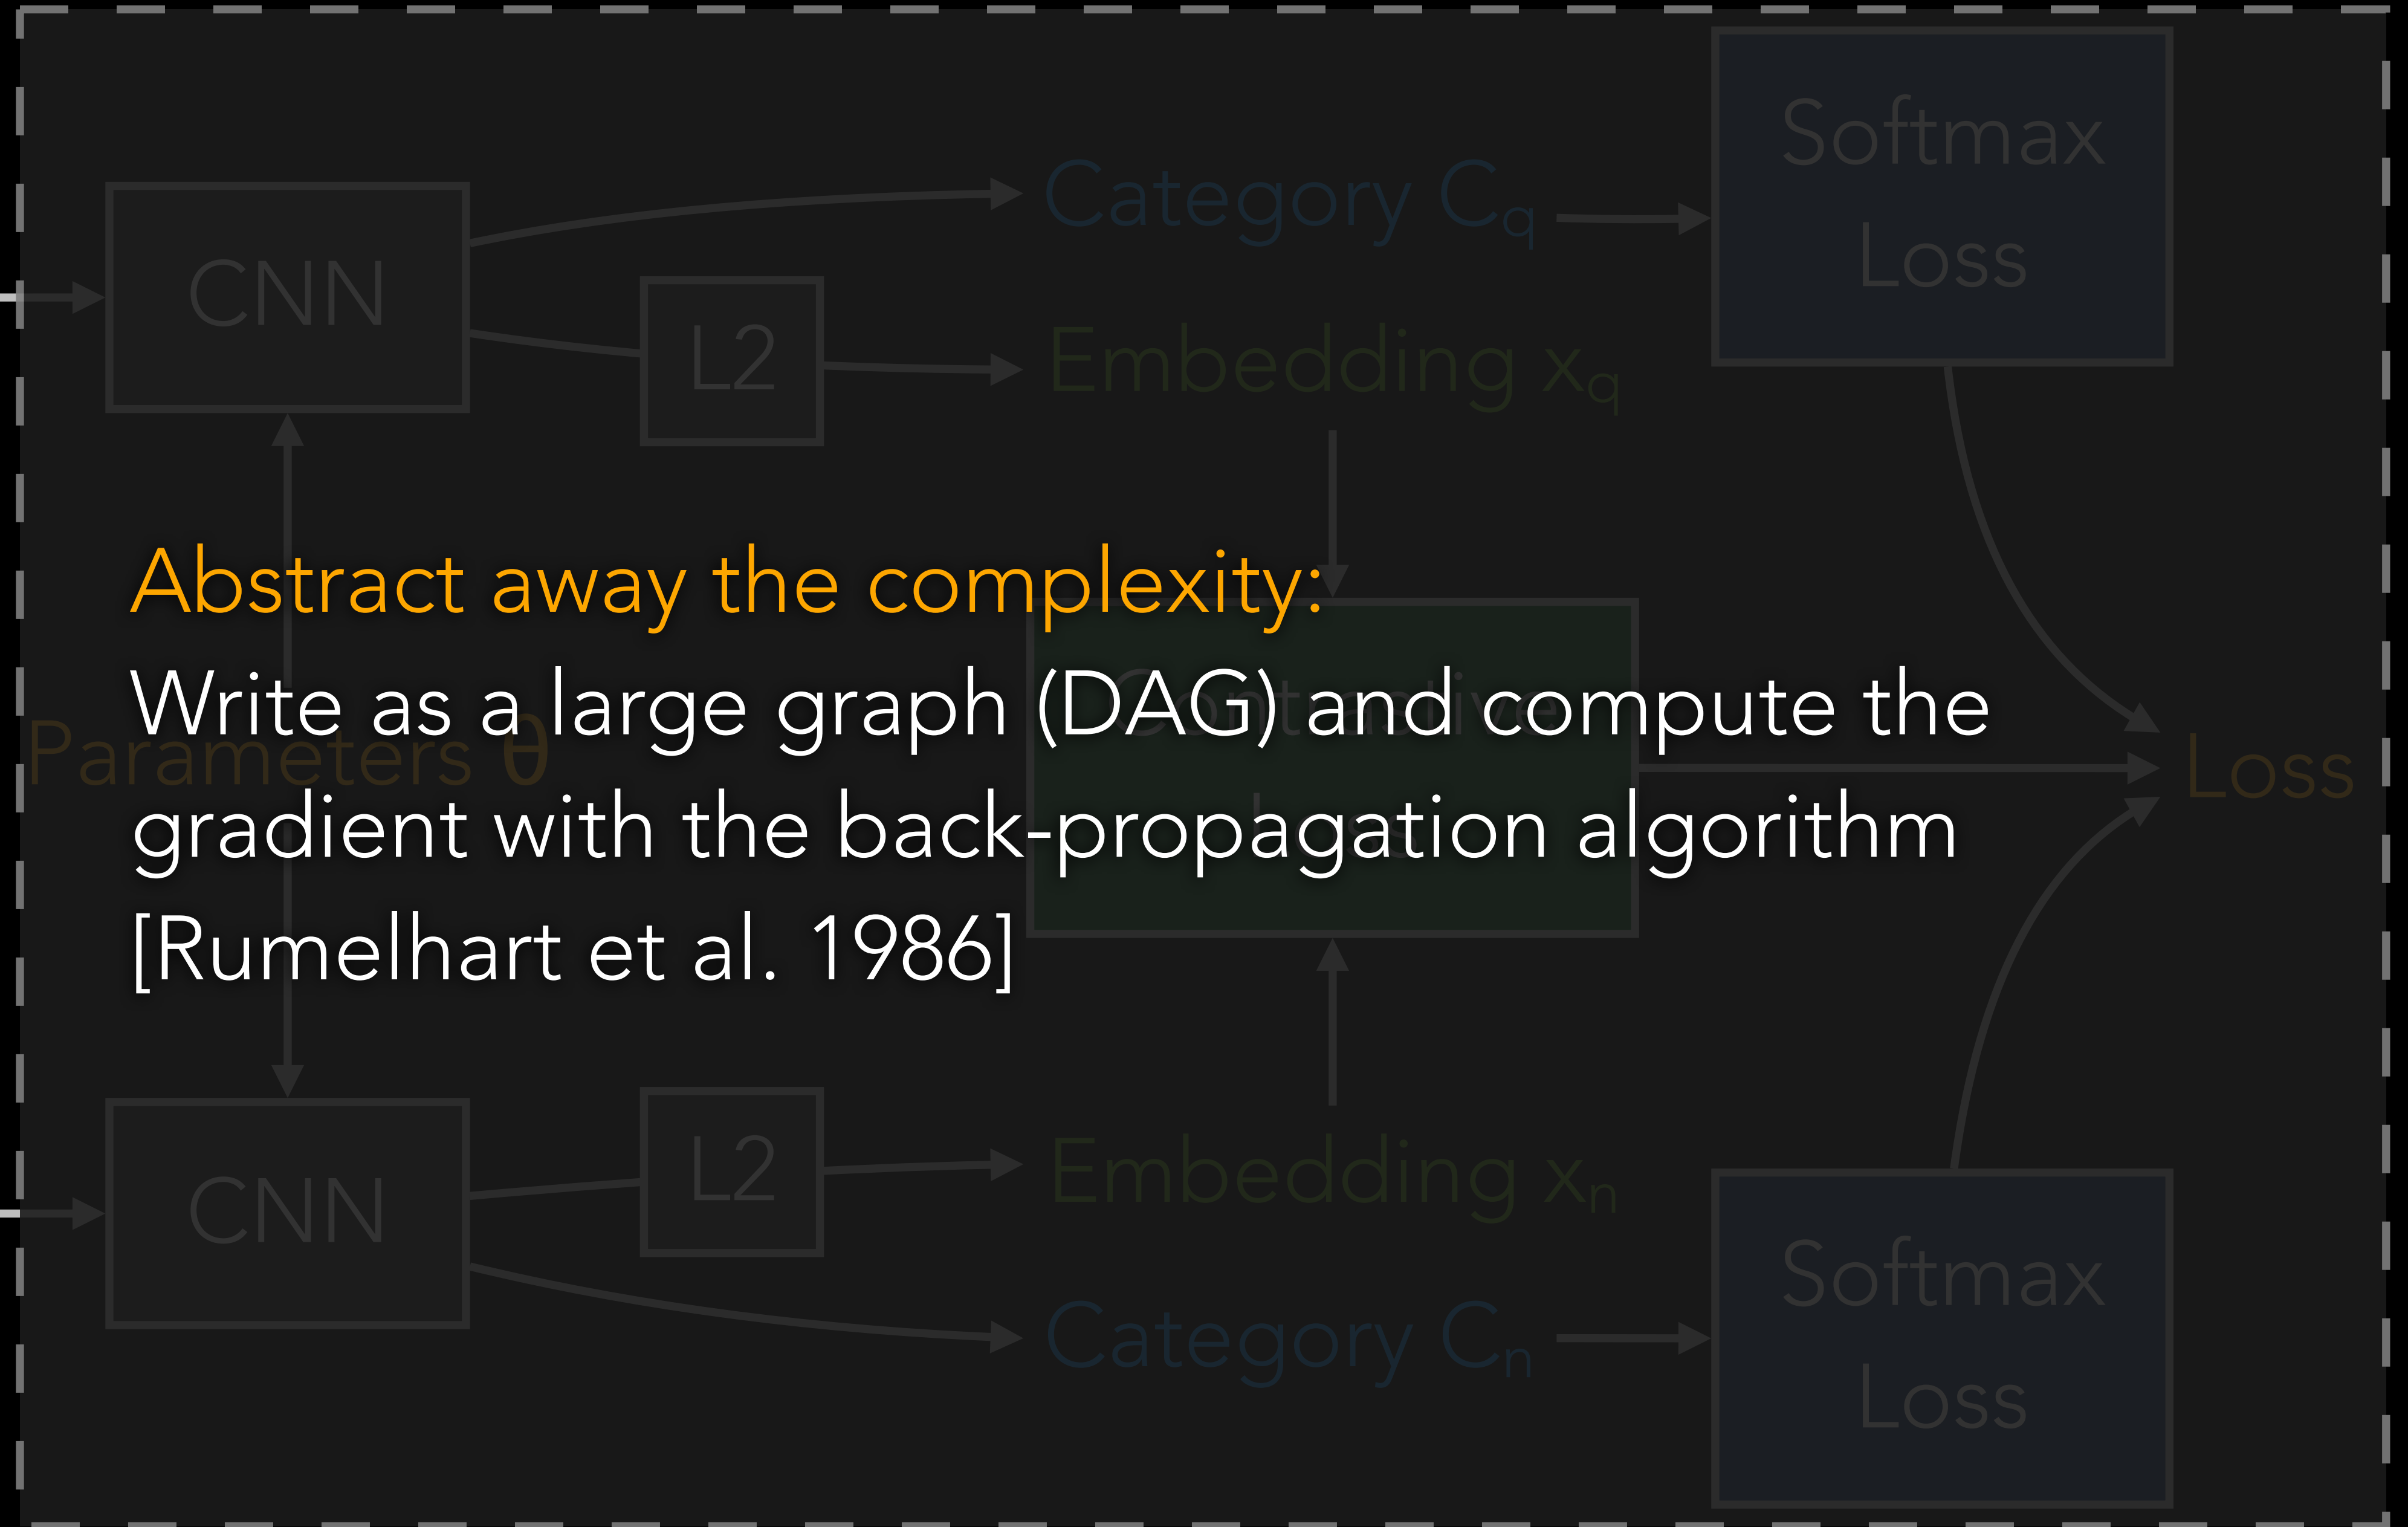 Softmax
Loss
Category Cq
CNN
L2
Embedding xq
Abstract away the complexity:
Write as a large graph (DAG) and compute the
gradient with the back-propagation algorithm
[Rumelhart et al. 1986]
Contrastive
Loss
Parameters θ
Loss
CNN
L2
Embedding xn
Category Cn
Softmax
Loss